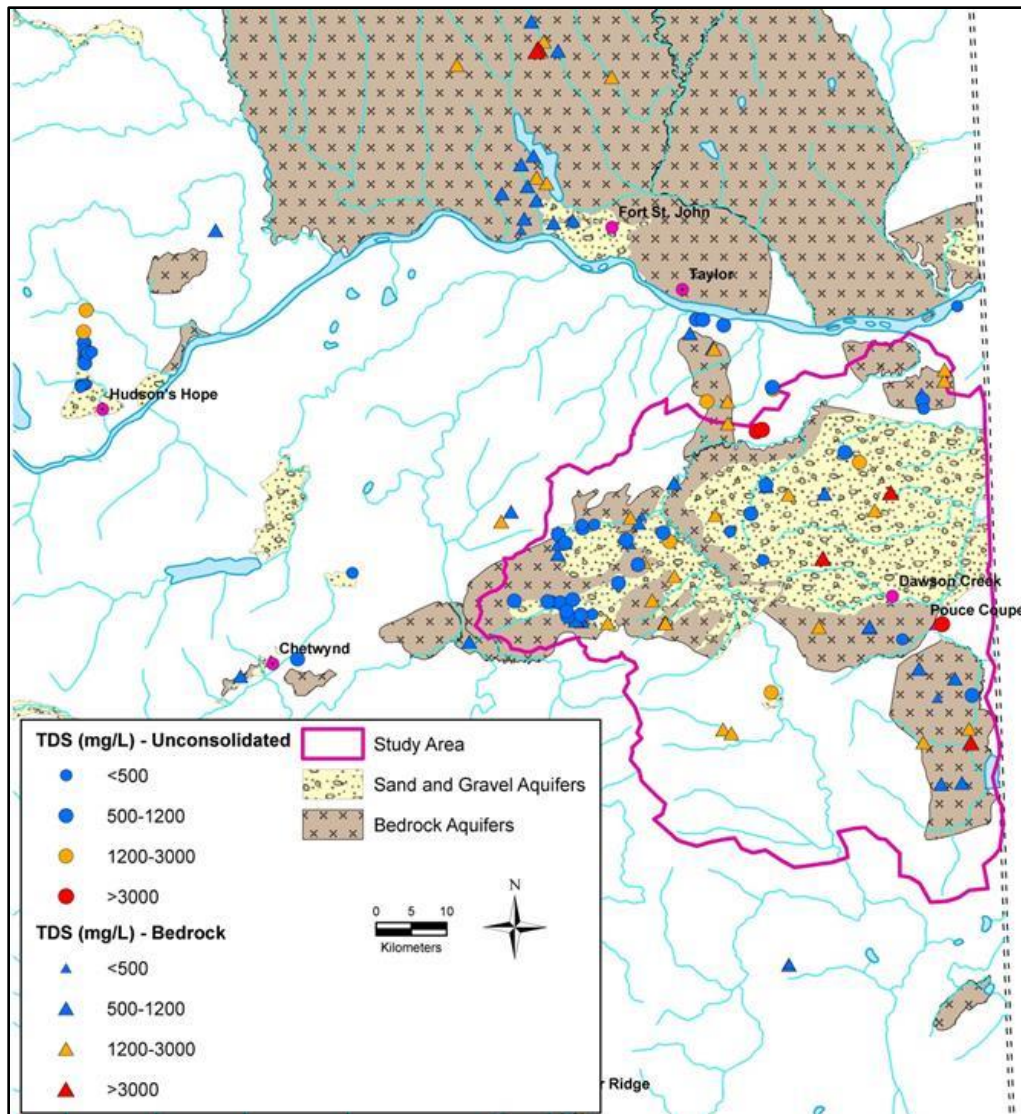 Fort St. John
Taylor
Hudson's Hope
Dawson Creek
Pouce Coupe
Chetwynd
TDS (mg/L) - Unconsolidated
<500
500-1200
1200-3000
>3000
TDS (mg/L) - Bedrock
<500
500-1200
1200-3000
>3000
Study Area
Sand and Gravel Aquifers
Bedrock Aquifers
0 5 10
Kilometers
N
r Ridge